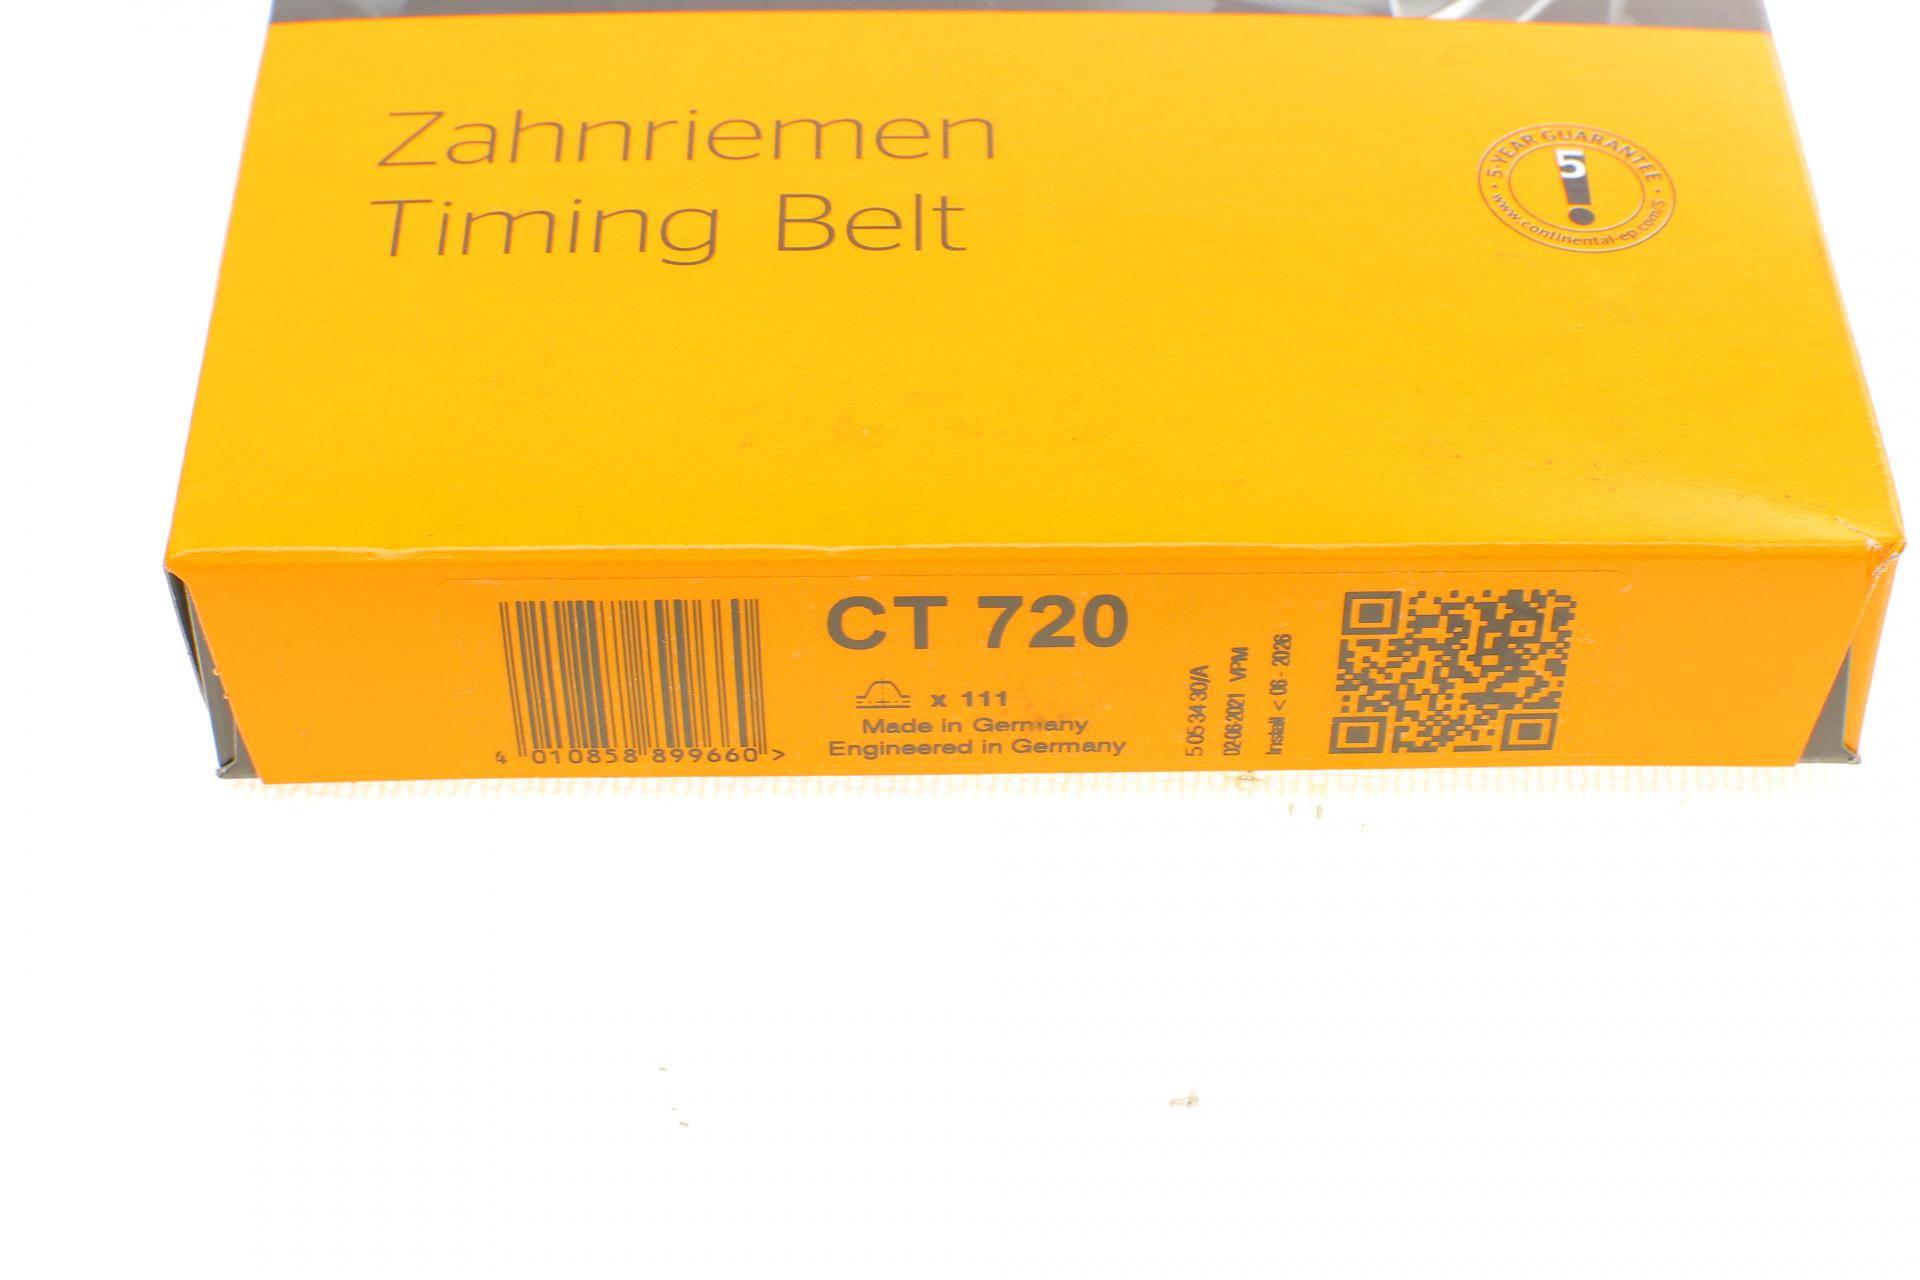 Zahnriemen
Timing Belt
• 5-YEAR GUARANTEE •
5
www.continental-ep.com/5
CT 720
x 111
Made in Germany
Engineered in Germany
4 010858 899660 >
5 05 34 30/A
02-06-2021 VPM
Install < 06 - 2026